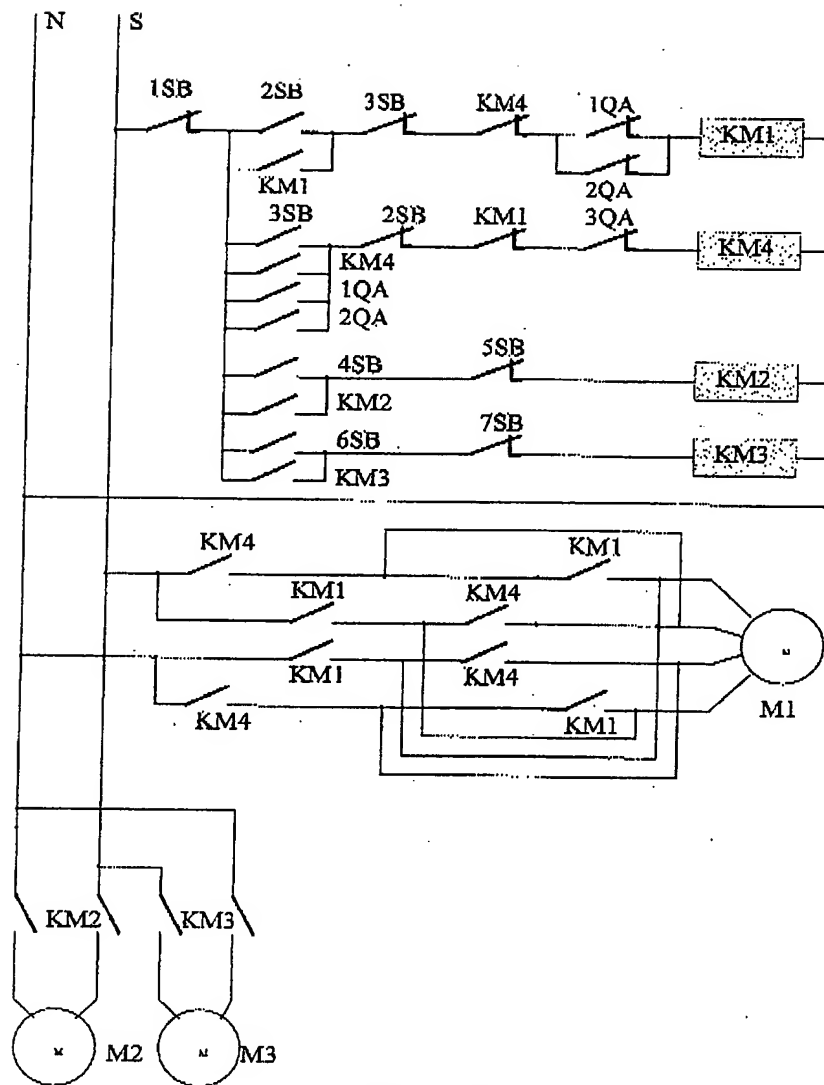 N S
1SB 2SB 3SB KM4 1QA KM1
KM1 2QA
3SB 2SB KM1 3QA KM4
KM4
1QA
2QA
4SB 5SB KM2
KM2
6SB 7SB KM3
KM3
KM4 KM1
KM1 KM4
M
KM1 KM4
KM4 KM1 M1
KM2 KM3
M M2 M M3